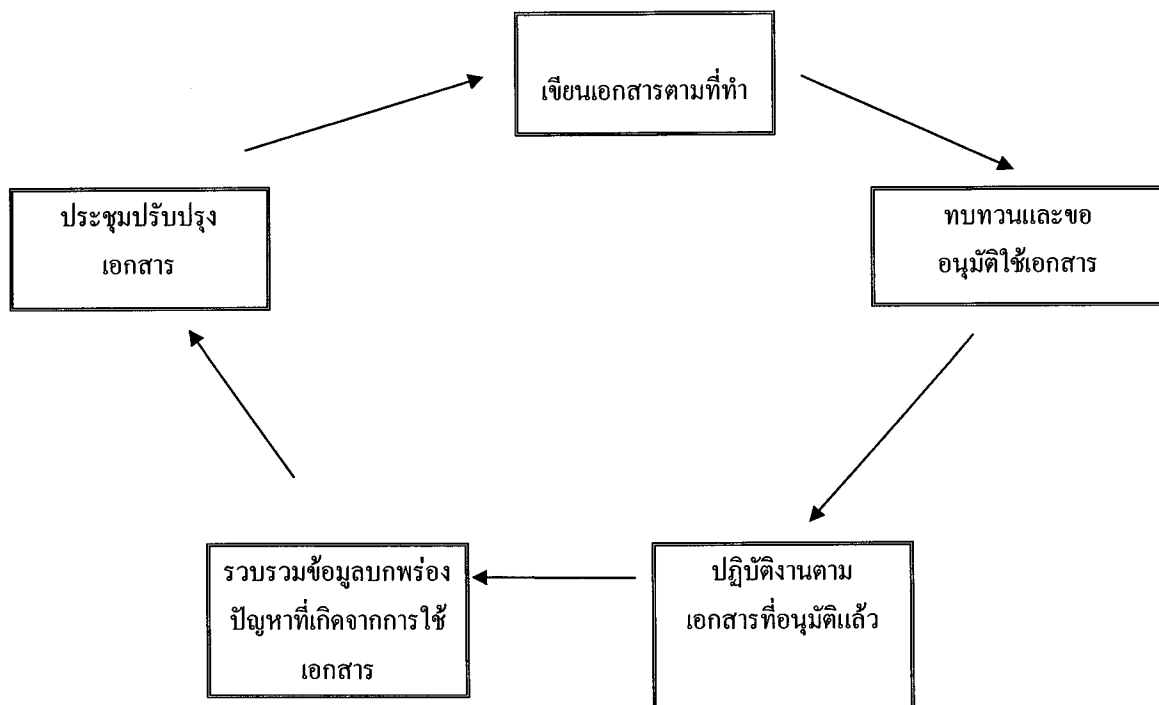 เขียนเอกสารตามที่ทำ
ทบทวนและขอ
อนุมัติใช้เอกสาร
ปฏิบัติงานตาม
เอกสารที่อนุมัติแล้ว
รวบรวมข้อมูลบกพร่อง
ปัญหาที่เกิดจากการใช้
เอกสาร
ประชุมปรับปรุง
เอกสาร